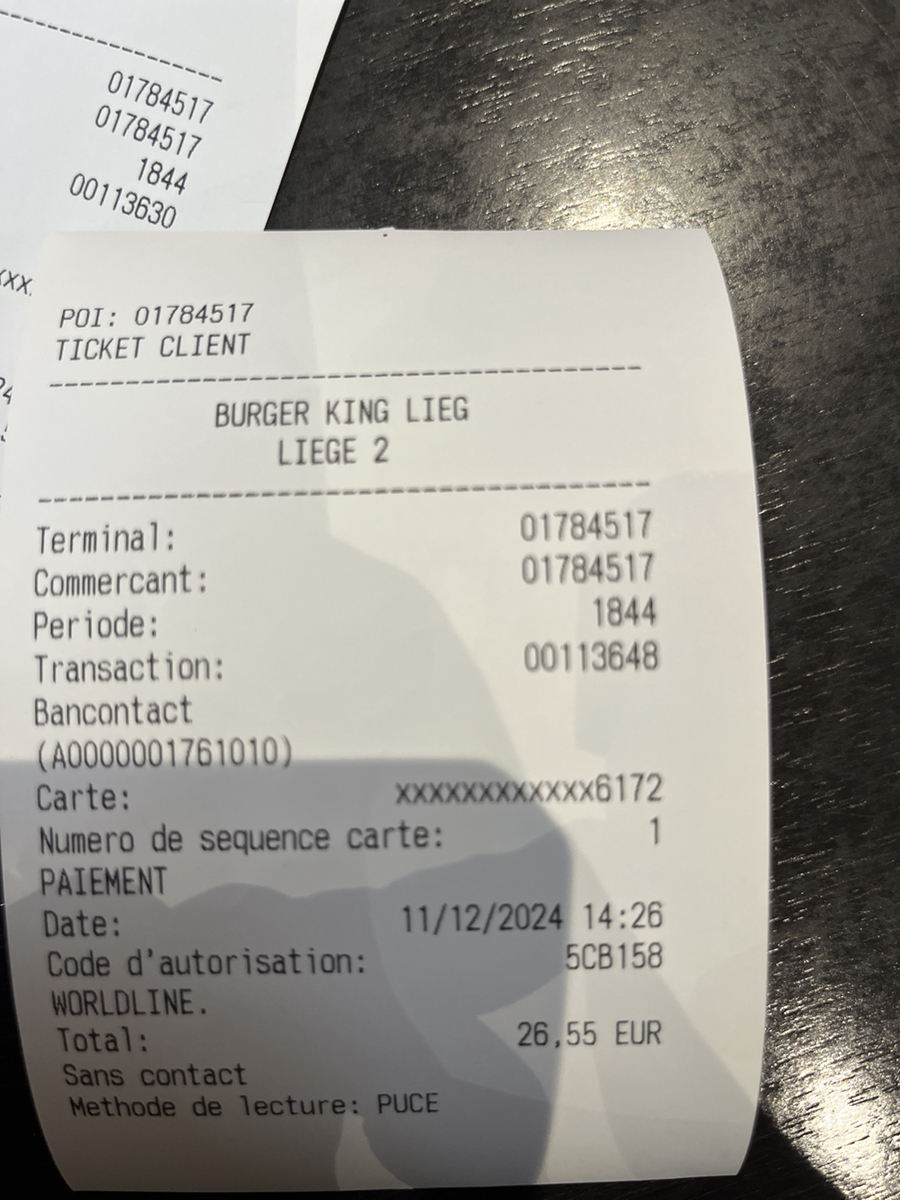 01784517
01784517
1844
00113630
POI: 01784517
TICKET CLIENT
BURGER KING LIEG
LIEGE 2
Terminal: 01784517
Commercant: 01784517
Periode: 1844
Transaction: 00113648
Bancontact
(A0000001761010)
Carte: xxxxxxxxxxxx6172
Numero de sequence carte: 1
PAIEMENT
Date: 11/12/2024 14:26
Code d'autorisation: 5CB158
WORLDLINE.
Total: 26,55 EUR
Sans contact
Methode de lecture: PUCE